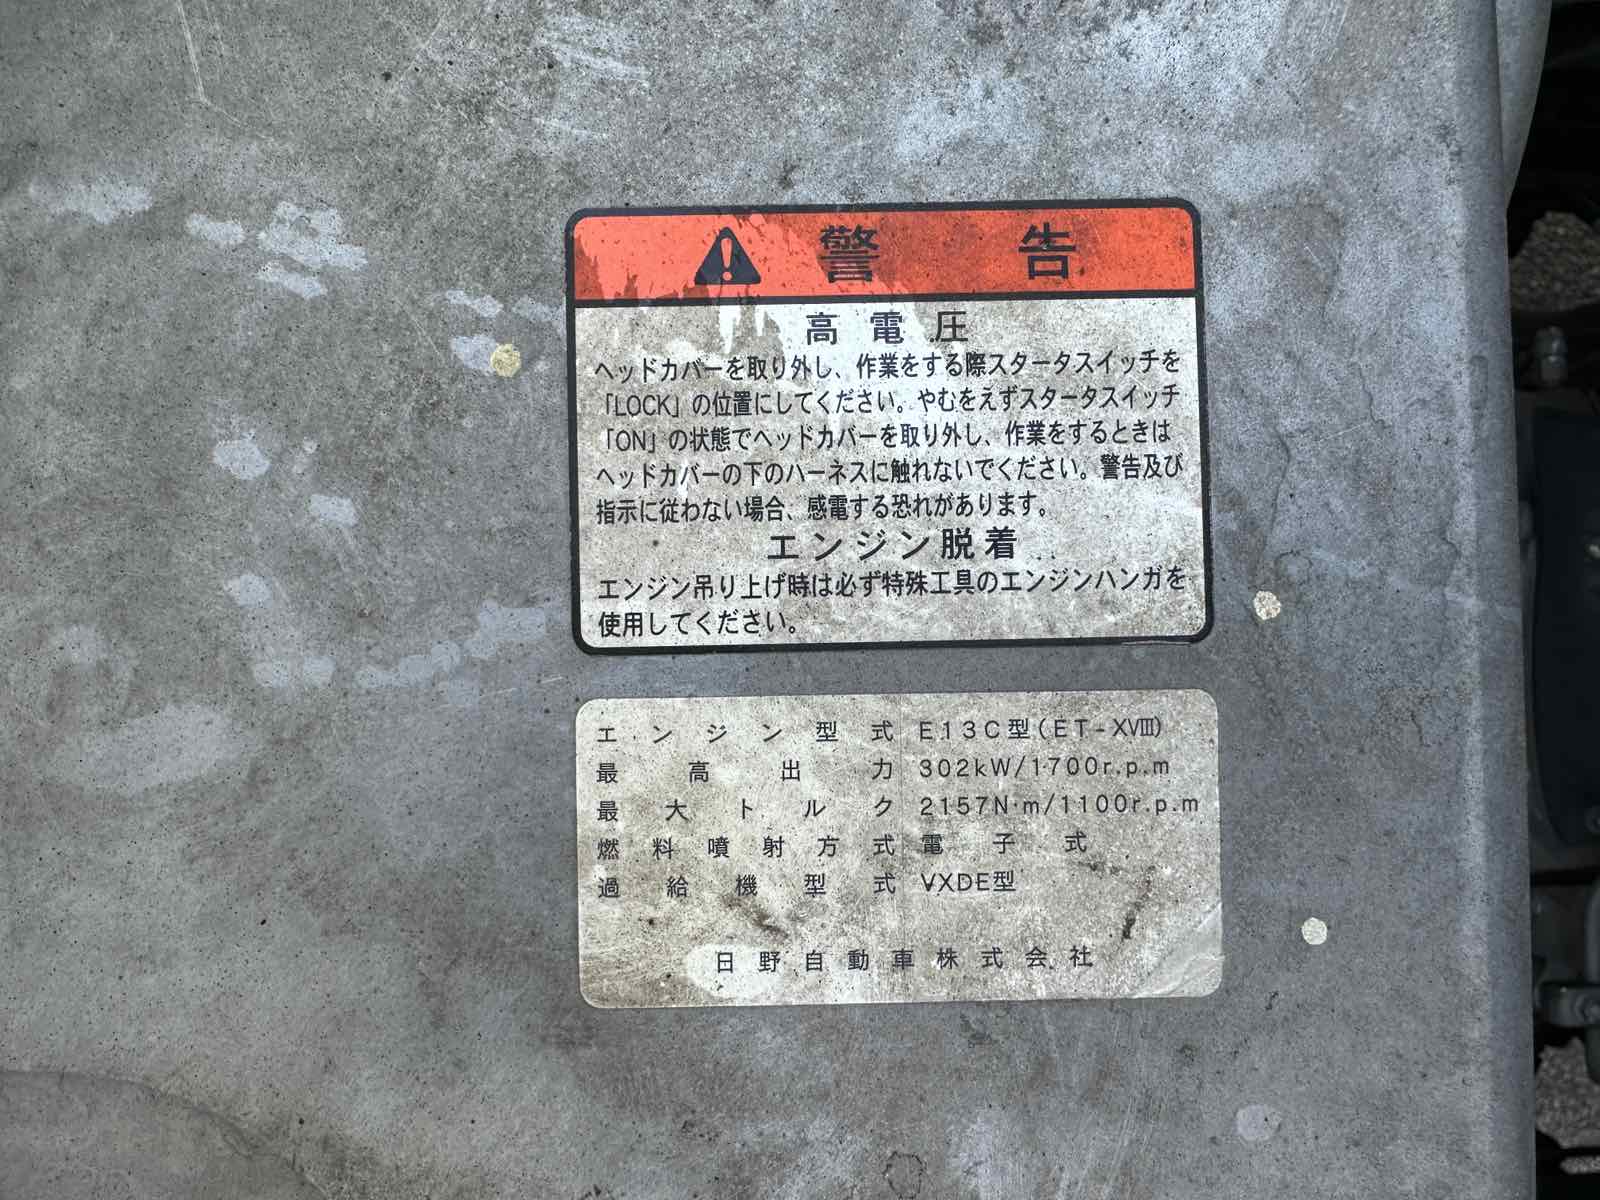 警告
高電圧
ヘッドカバーを取り外し、作業をする際スタータスイッチを
「LOCK」の位置にしてください。やむをえずスタータスイッチ
「ON」の状態でヘッドカバーを取り外し、作業をするときは
ヘッドカバーの下のハーネスに触れないでください。警告及び
指示に従わない場合、感電する恐れがあります。
エンジン脱着
エンジン吊り上げ時は必ず特殊工具のエンジンハンガを
使用してください。
エンジン型式 E13C型(ET-XVIII)
最高出力 302kW/1700r.p.m
最大トルク 2157N·m/1100r.p.m
燃料噴射方式 電子式
過給機型式 VXDE型
日野自動車株式会社